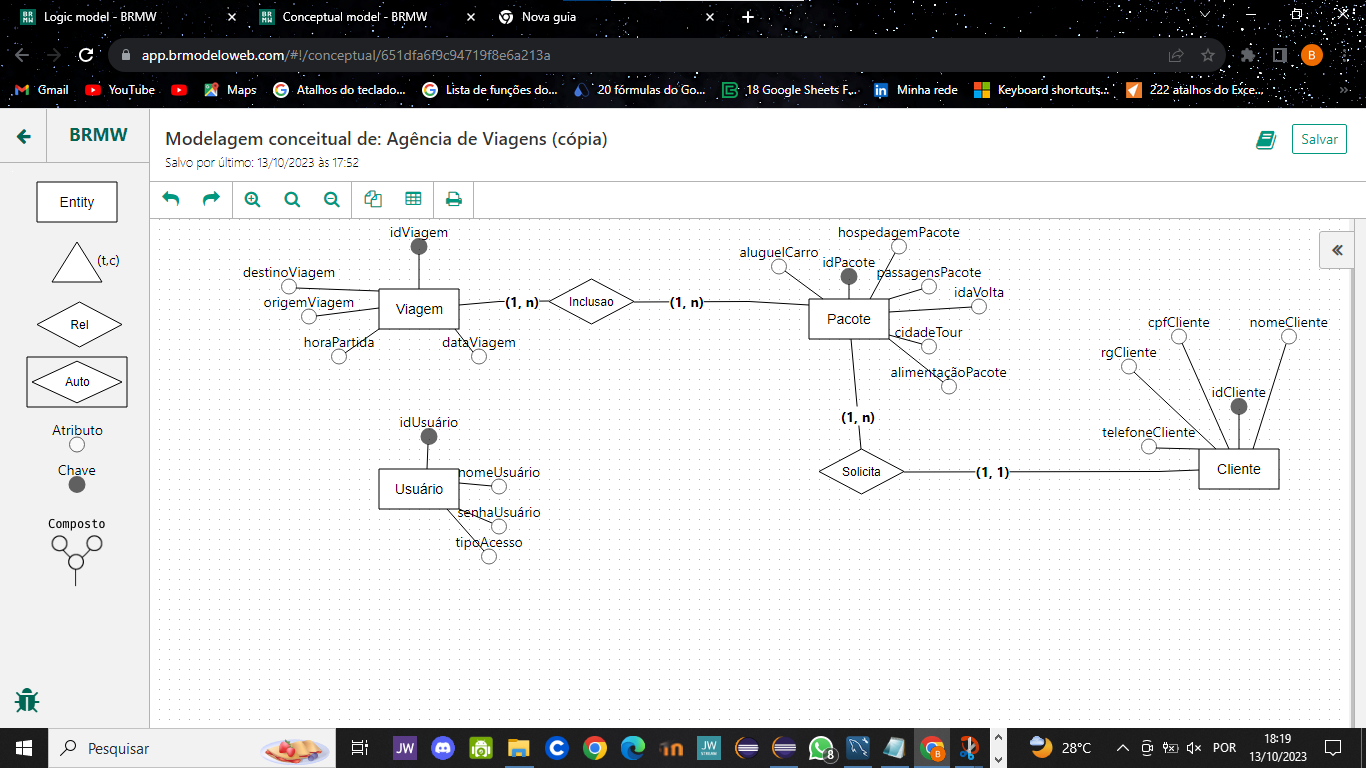 Logic model - BRMW
Conceptual model - BRMW
Nova guia
app.brmodeloweb.com/#!/conceptual/651dfa6f9c94719f8e6a213a
B
Gmail
YouTube
Maps
Atalhos do teclado...
Lista de funções do...
20 fórmulas do Go...
18 Google Sheets F...
Minha rede
Keyboard shortcuts...
222 atalhos do Exce...
BRMW
Modelagem conceitual de: Agência de Viagens (cópia)
Salvo por último: 13/10/2023 às 17:52
Salvar
Entity
(t,c)
Rel
Auto
Atributo
Chave
Composto
idViagem
destinoViagem
origemViagem
horaPartida
dataViagem
Viagem
(1, n)
Inclusao
(1, n)
hospedagemPacote
aluguelCarro
idPacote
passagensPacote
idaVolta
Pacote
cidadeTour
alimentaçãoPacote
cpfCliente
nomeCliente
rgCliente
idCliente
telefoneCliente
Cliente
(1, n)
Solicita
(1, 1)
idUsuário
nomeUsuário
Usuário
senhaUsuário
tipoAcesso
Pesquisar
JW
JW
8
B
28°C
POR
18:19
13/10/2023